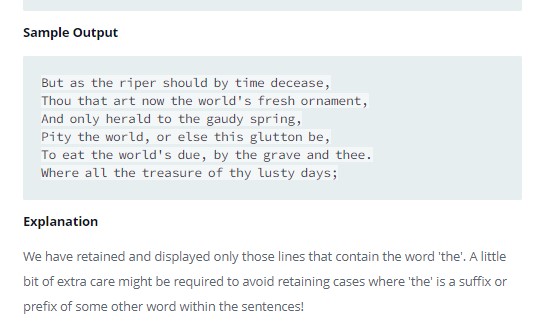 Sample Output
But as the riper should by time decease,
Thou that art now the world's fresh ornament,
And only herald to the gaudy spring,
Pity the world, or else this glutton be,
To eat the world's due, by the grave and thee.
Where all the treasure of thy lusty days;
Explanation
We have retained and displayed only those lines that contain the word 'the'. A little
bit of extra care might be required to avoid retaining cases where 'the' is a suffix or
prefix of some other word within the sentences!